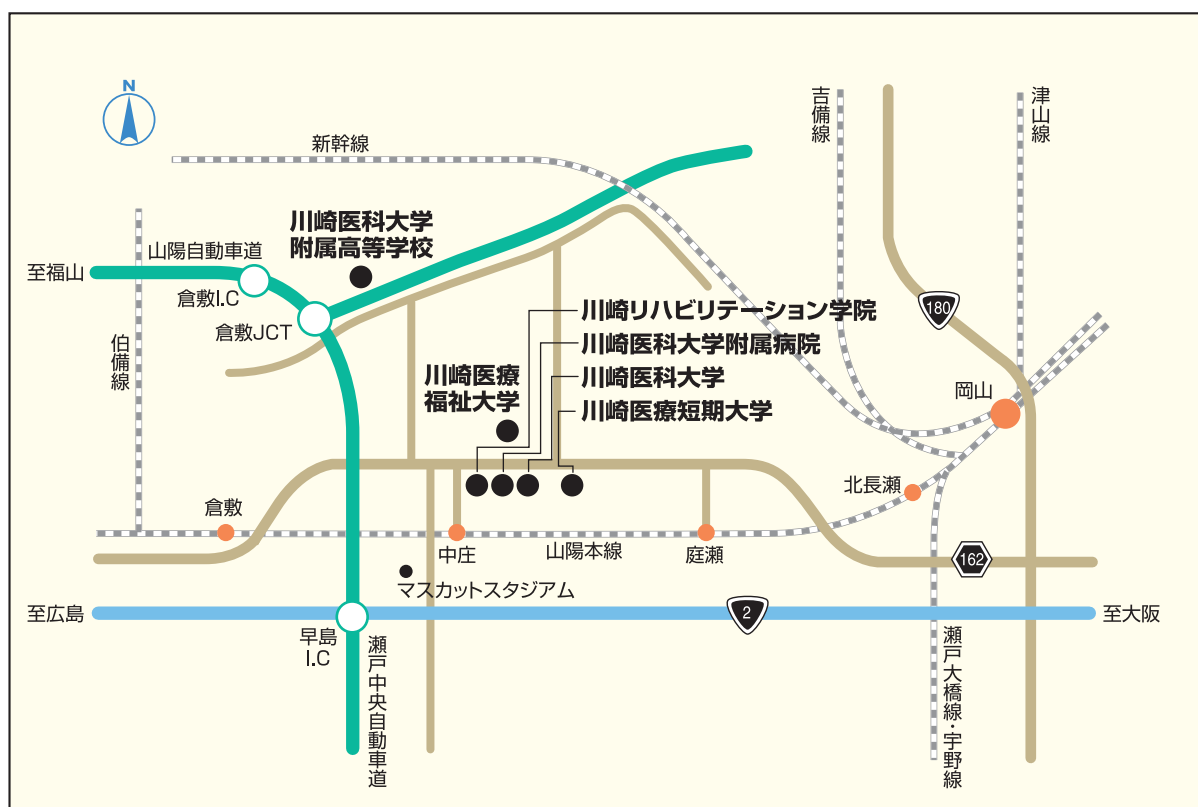 N
新幹線
吉備線
津山線
川崎医科大学
附属高等学校
山陽自動車道
至福山
倉敷I.C
倉敷JCT
伯備線
180
川崎リハビリテーション学院
川崎医科大学附属病院
川崎医科大学
川崎医療短期大学
川崎医療
福祉大学
岡山
北長瀬
倉敷
中庄
山陽本線
庭瀬
162
マスカットスタジアム
至広島
2
至大阪
早島
I.C
瀬戸中央自動車道
瀬戸大橋線・宇野線